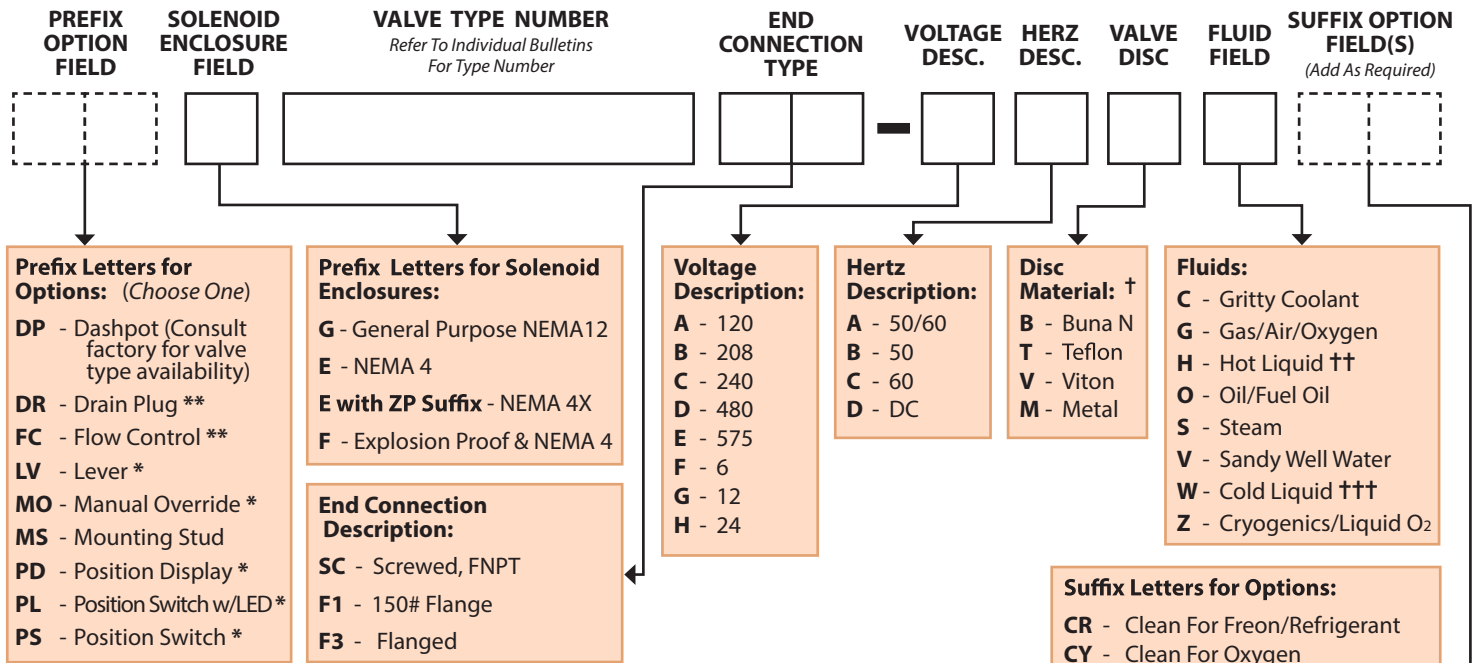 PREFIX
OPTION
FIELD
SOLENOID
ENCLOSURE
FIELD
VALVE TYPE NUMBER
Refer To Individual Bulletins
For Type Number
END
CONNECTION
TYPE
VOLTAGE
DESC.
HERZ
DESC.
VALVE
DISC
FLUID
FIELD
SUFFIX OPTION
FIELD(S)
(Add As Required)
Prefix Letters for
Options: (Choose One)
DP - Dashpot (Consult
factory for valve
type availability)
DR - Drain Plug **
FC - Flow Control **
LV - Lever *
MO - Manual Override *
MS - Mounting Stud
PD - Position Display *
PL - Position Switch w/LED *
PS - Position Switch *
Prefix Letters for Solenoid
Enclosures:
G - General Purpose NEMA12
E - NEMA 4
E with ZP Suffix - NEMA 4X
F - Explosion Proof & NEMA 4
End Connection
Description:
SC - Screwed, FNPT
F1 - 150# Flange
F3 - Flanged
Voltage
Description:
A - 120
B - 208
C - 240
D - 480
E - 575
F - 6
G - 12
H - 24
Hertz
Description:
A - 50/60
B - 50
C - 60
D - DC
Disc
Material: †
B - Buna N
T - Teflon
V - Viton
M - Metal
Fluids:
C - Gritty Coolant
G - Gas/Air/Oxygen
H - Hot Liquid ††
O - Oil/Fuel Oil
S - Steam
V - Sandy Well Water
W - Cold Liquid †††
Z - Cryogenics/Liquid O2
Suffix Letters for Options:
CR - Clean For Freon/Refrigerant
CY - Clean For Oxygen